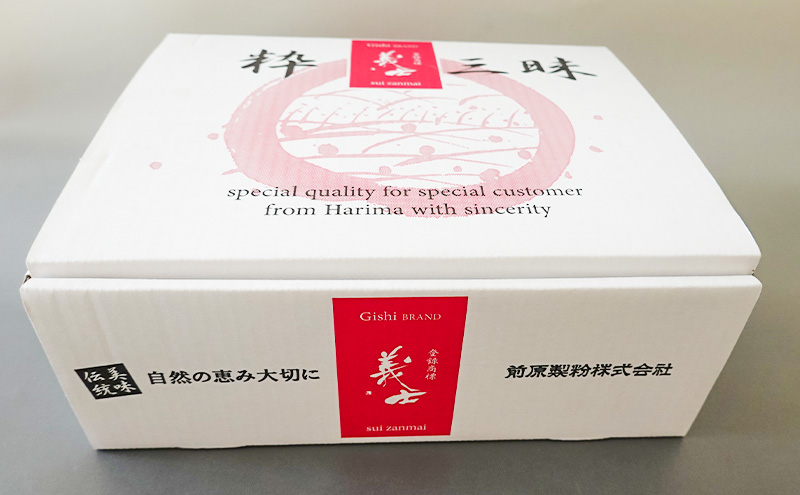 粋三昧
Gishi BRAND
義士
登録商標
sui zanmai
special quality for special customer
from Harima with sincerity
Gishi BRAND
登録商標
義士
sui zanmai
美味
伝統
自然の恵み大切に
前原製粉株式会社